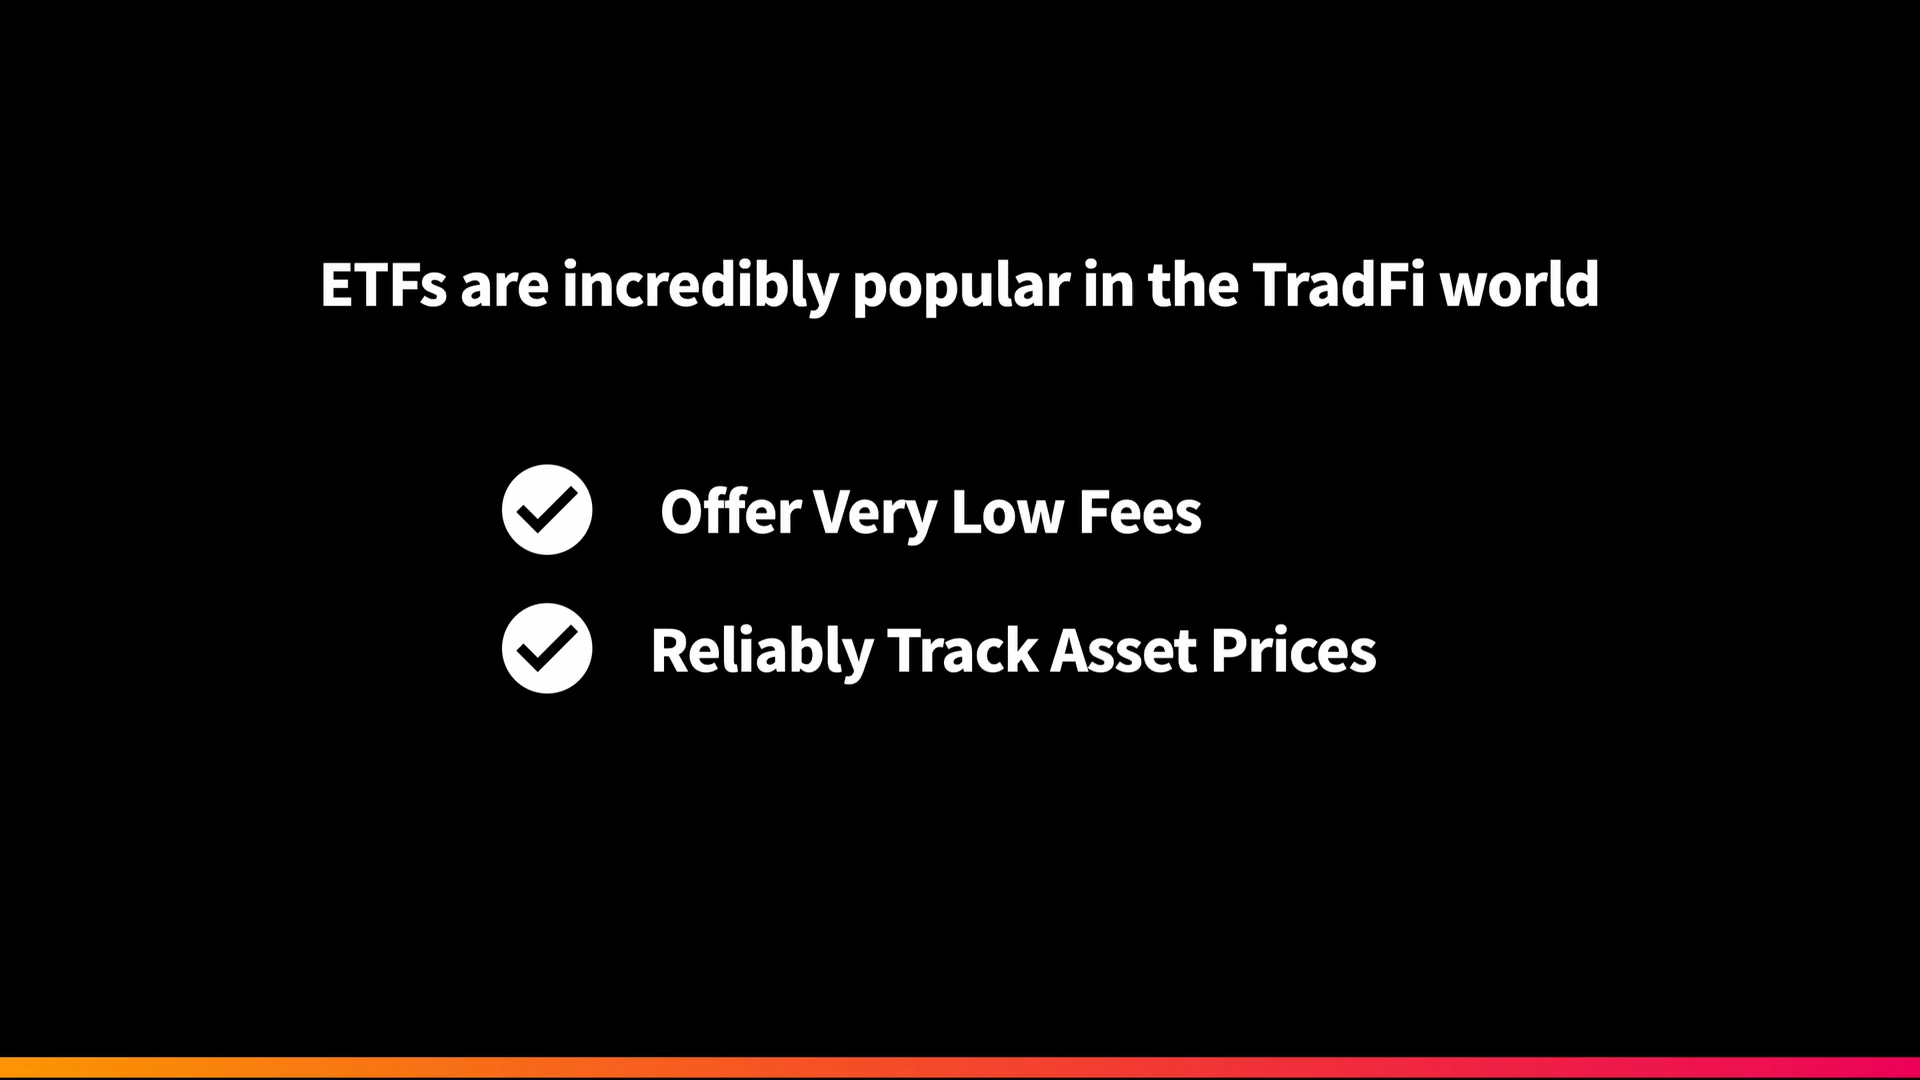 ETFs are incredibly popular in the TradFi world
Offer Very Low Fees
Reliably Track Asset Prices